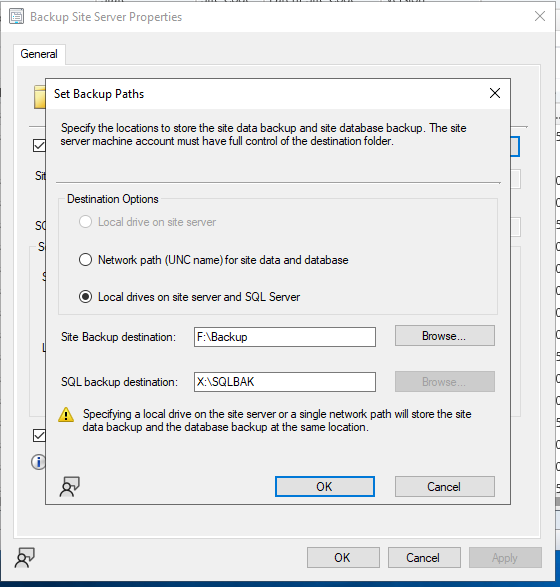 Backup Site Server Properties
General
Set Backup Paths
Specify the locations to store the site data backup and site database backup. The site
server machine account must have full control of the destination folder.
Destination Options
Local drive on site server
Network path (UNC name) for site data and database
Local drives on site server and SQL Server
Site Backup destination:
F:\Backup
Browse...
SQL backup destination:
X:\SQLBAK
Browse...
Specifying a local drive on the site server or a single network path will store the site
data backup and the database backup at the same location.
OK
Cancel
OK
Cancel
Apply